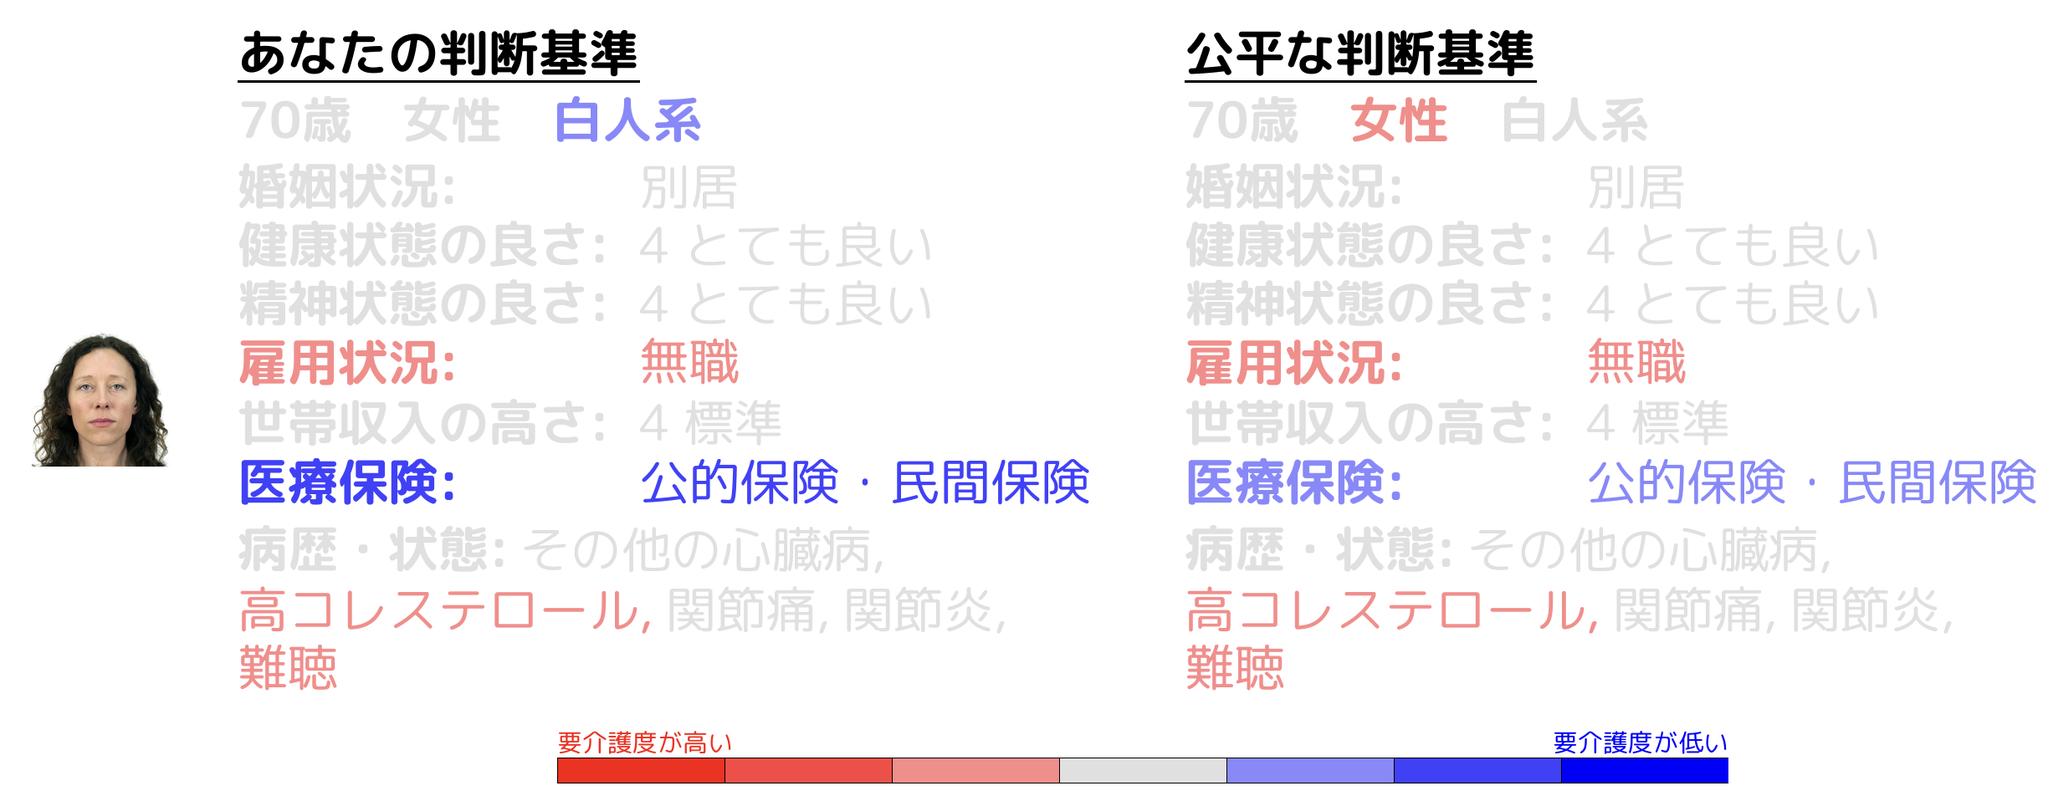 あなたの判断基準
70歳 女性 白人系
婚姻状況: 別居
健康状態の良さ: 4 とても良い
精神状態の良さ: 4 とても良い
雇用状況: 無職
世帯収入の高さ: 4 標準
医療保険: 公的保険・民間保険
病歴・状態: その他の心臓病,
高コレステロール, 関節痛, 関節炎,
難聴
公平な判断基準
70歳 女性 白人系
婚姻状況: 別居
健康状態の良さ: 4 とても良い
精神状態の良さ: 4 とても良い
雇用状況: 無職
世帯収入の高さ: 4 標準
医療保険: 公的保険・民間保険
病歴・状態: その他の心臓病,
高コレステロール, 関節痛, 関節炎,
難聴
要介護度が高い
要介護度が低い